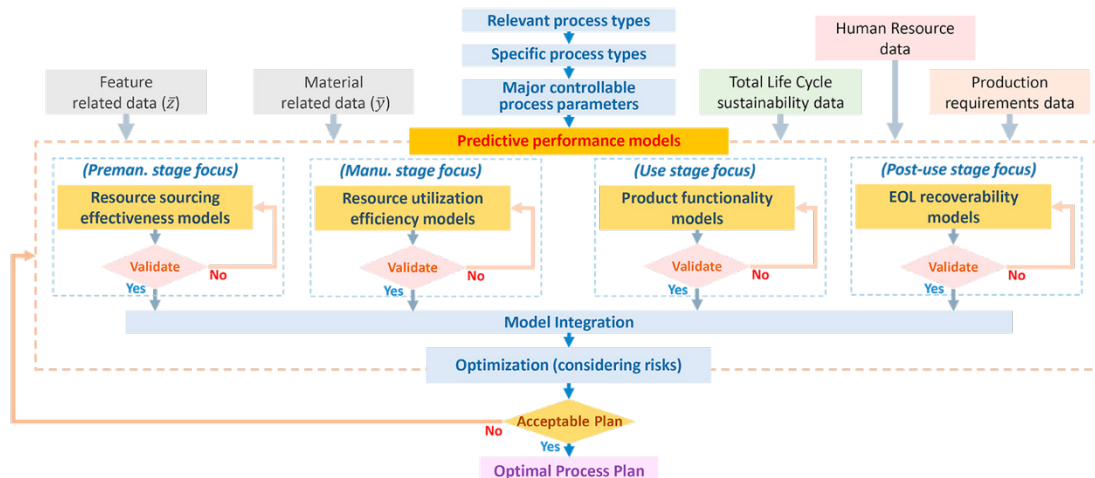 Relevant process types
Specific process types
Major controllable
process parameters
Human Resource
data
Feature
related data (z̄)
Material
related data (ȳ)
Total Life Cycle
sustainability data
Production
requirements data
Predictive performance models
(Preman. stage focus)
Resource sourcing
effectiveness models
Validate
No
Yes
(Manu. stage focus)
Resource utilization
efficiency models
Validate
No
Yes
(Use stage focus)
Product functionality
models
Validate
No
Yes
(Post-use stage focus)
EOL recoverability
models
Validate
No
Yes
Model Integration
Optimization (considering risks)
Acceptable Plan
No
Yes
Optimal Process Plan